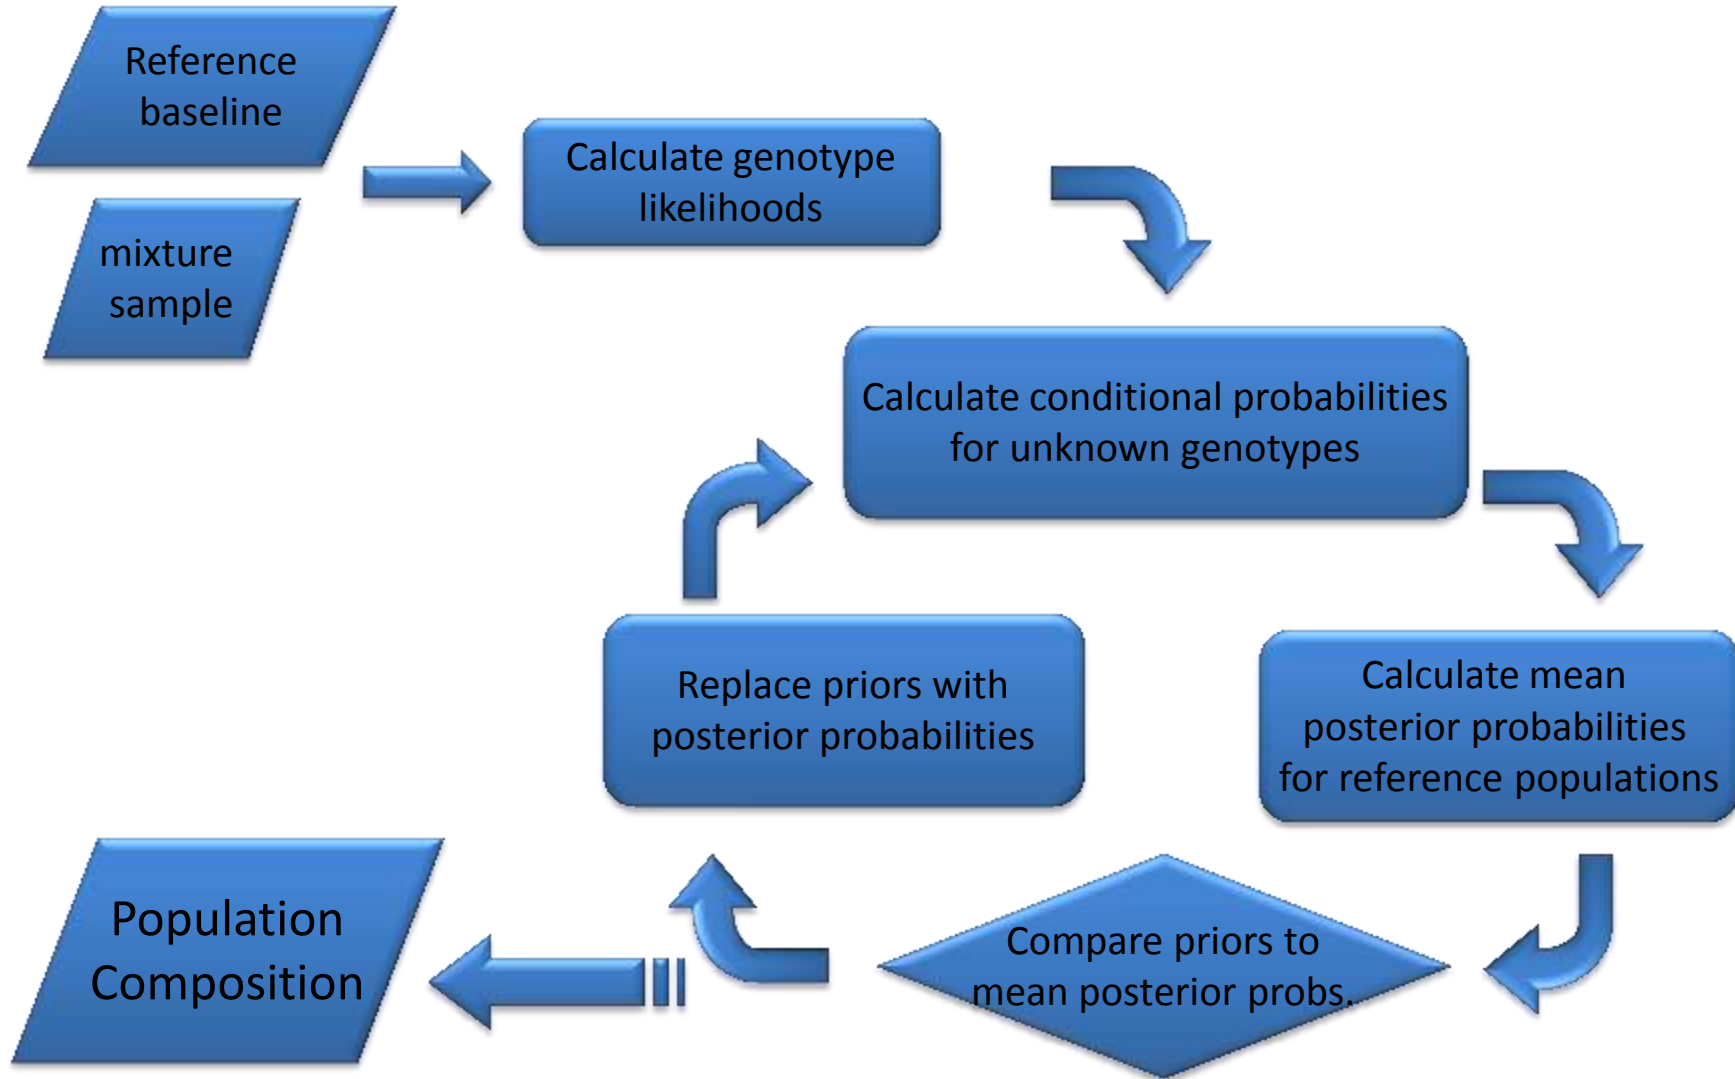 Reference
baseline
mixture
sample
Calculate genotype
likelihoods
Calculate conditional probabilities
for unknown genotypes
Replace priors with
posterior probabilities
Calculate mean
posterior probabilities
for reference populations
Population
Composition
Compare priors to
mean posterior probs.